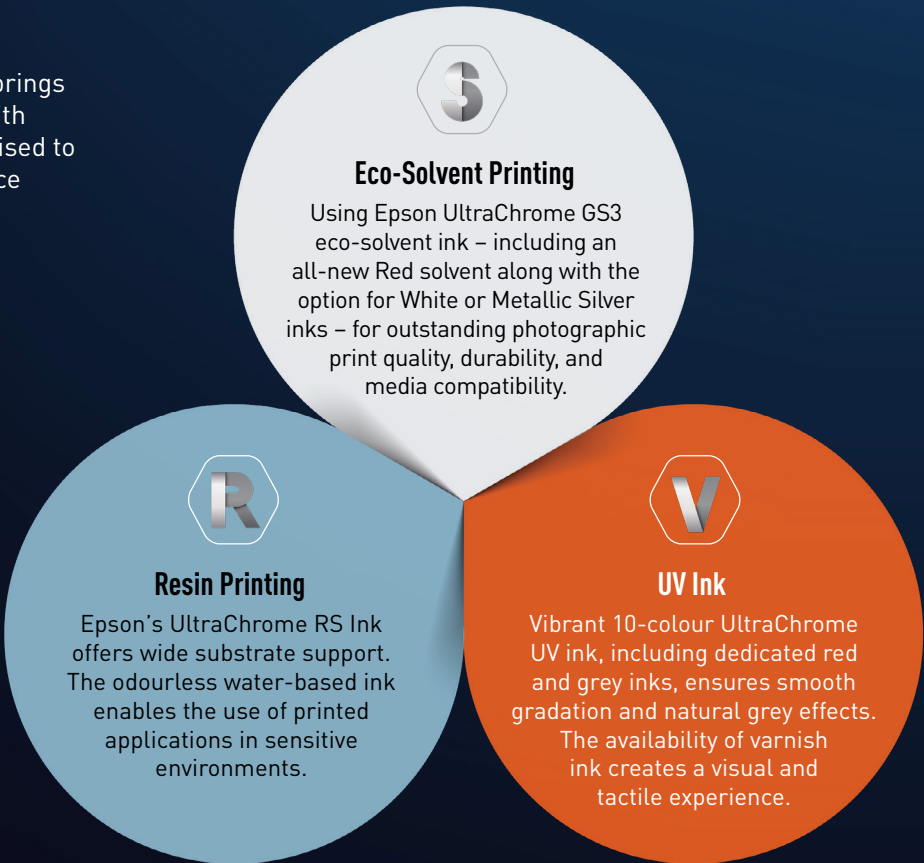 ised to
S
Eco-Solvent Printing
Using Epson UltraChrome GS3
eco-solvent ink – including an
all-new Red solvent along with the
option for White or Metallic Silver
inks – for outstanding photographic
print quality, durability, and
media compatibility.
R
Resin Printing
Epson's UltraChrome RS Ink
offers wide substrate support.
The odourless water-based ink
enables the use of printed
applications in sensitive
environments.
V
UV Ink
Vibrant 10-colour UltraChrome
UV ink, including dedicated red
and grey inks, ensures smooth
gradation and natural grey effects.
The availability of varnish
ink creates a visual and
tactile experience.